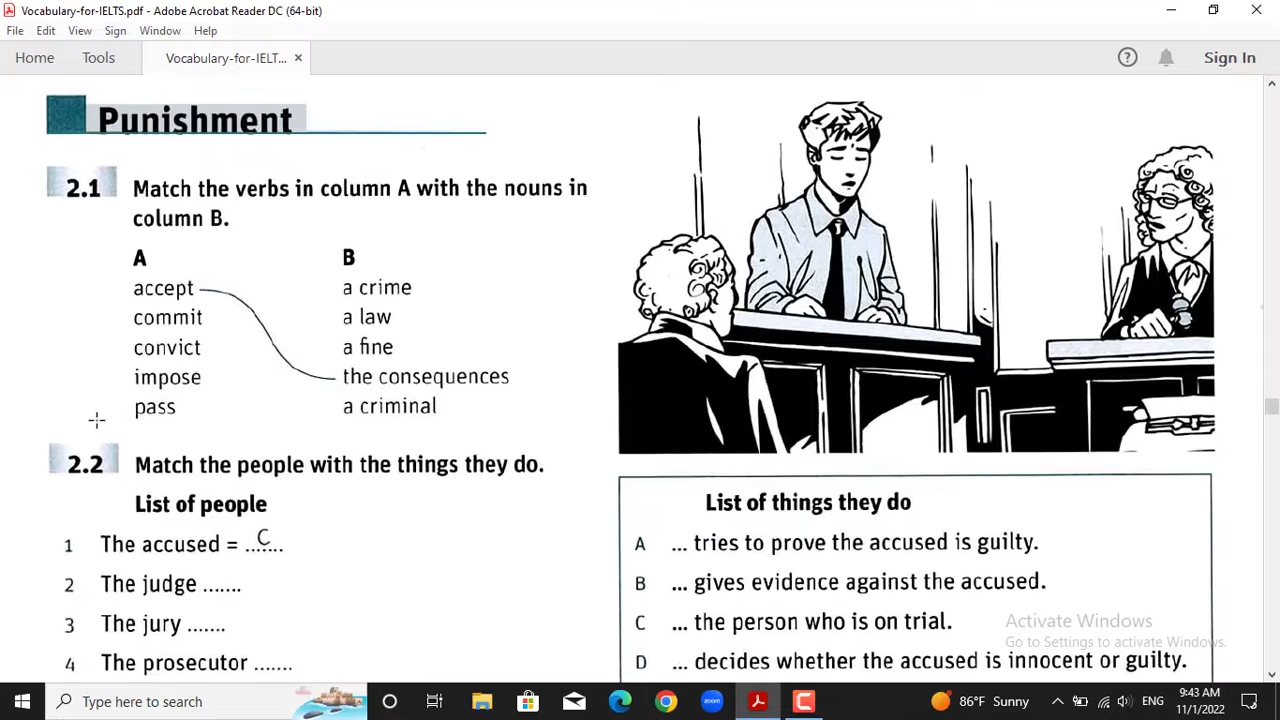 Vocabulary-for-IELTS.pdf - Adobe Acrobat Reader DC (64-bit)
File Edit View Sign Window Help
Home Tools Vocabulary-for-IELT... × Sign In
Punishment
2.1 Match the verbs in column A with the nouns in
column B.
A B
accept a crime
commit a law
convict a fine
impose the consequences
pass a criminal
2.2 Match the people with the things they do.
List of people
1 The accused = ...C...
2 The judge .......
3 The jury .......
4 The prosecutor .......
List of things they do
A ... tries to prove the accused is guilty.
B ... gives evidence against the accused.
C ... the person who is on trial.
D ... decides whether the accused is innocent or guilty.
Activate Windows
Go to Settings to activate Windows.
Type here to search
zoom
86°F Sunny
ENG
9:43 AM
11/1/2022